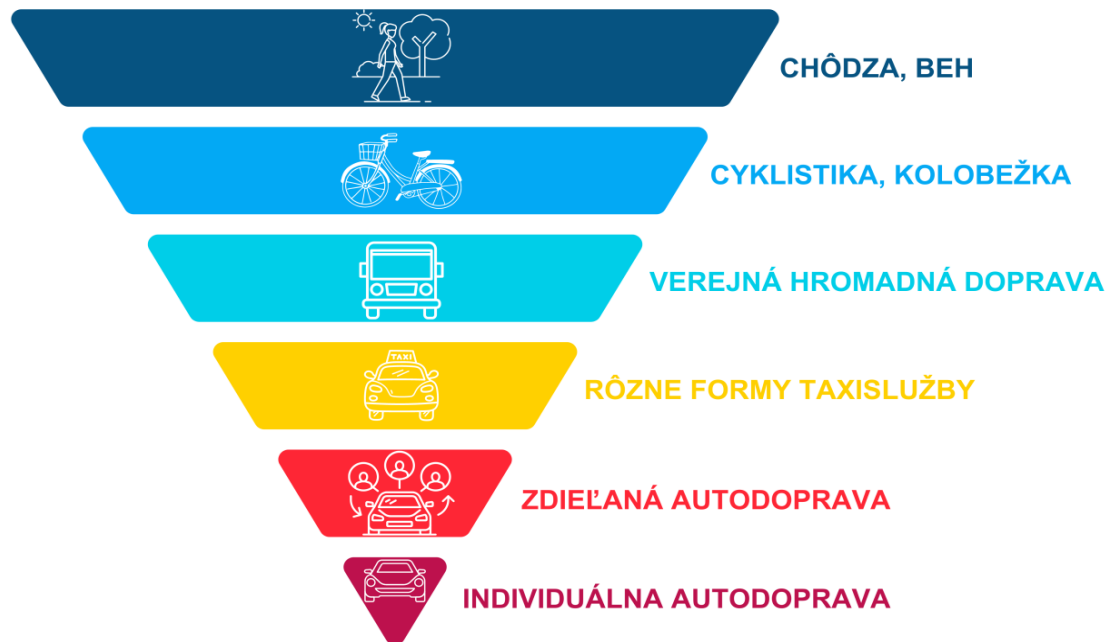 CHÔDZA, BEH
CYKLISTIKA, KOLOBEŽKA
VEREJNÁ HROMADNÁ DOPRAVA
TAXI
RÔZNE FORMY TAXISLUŽBY
ZDIEĽANÁ AUTODOPRAVA
INDIVIDUÁLNA AUTODOPRAVA